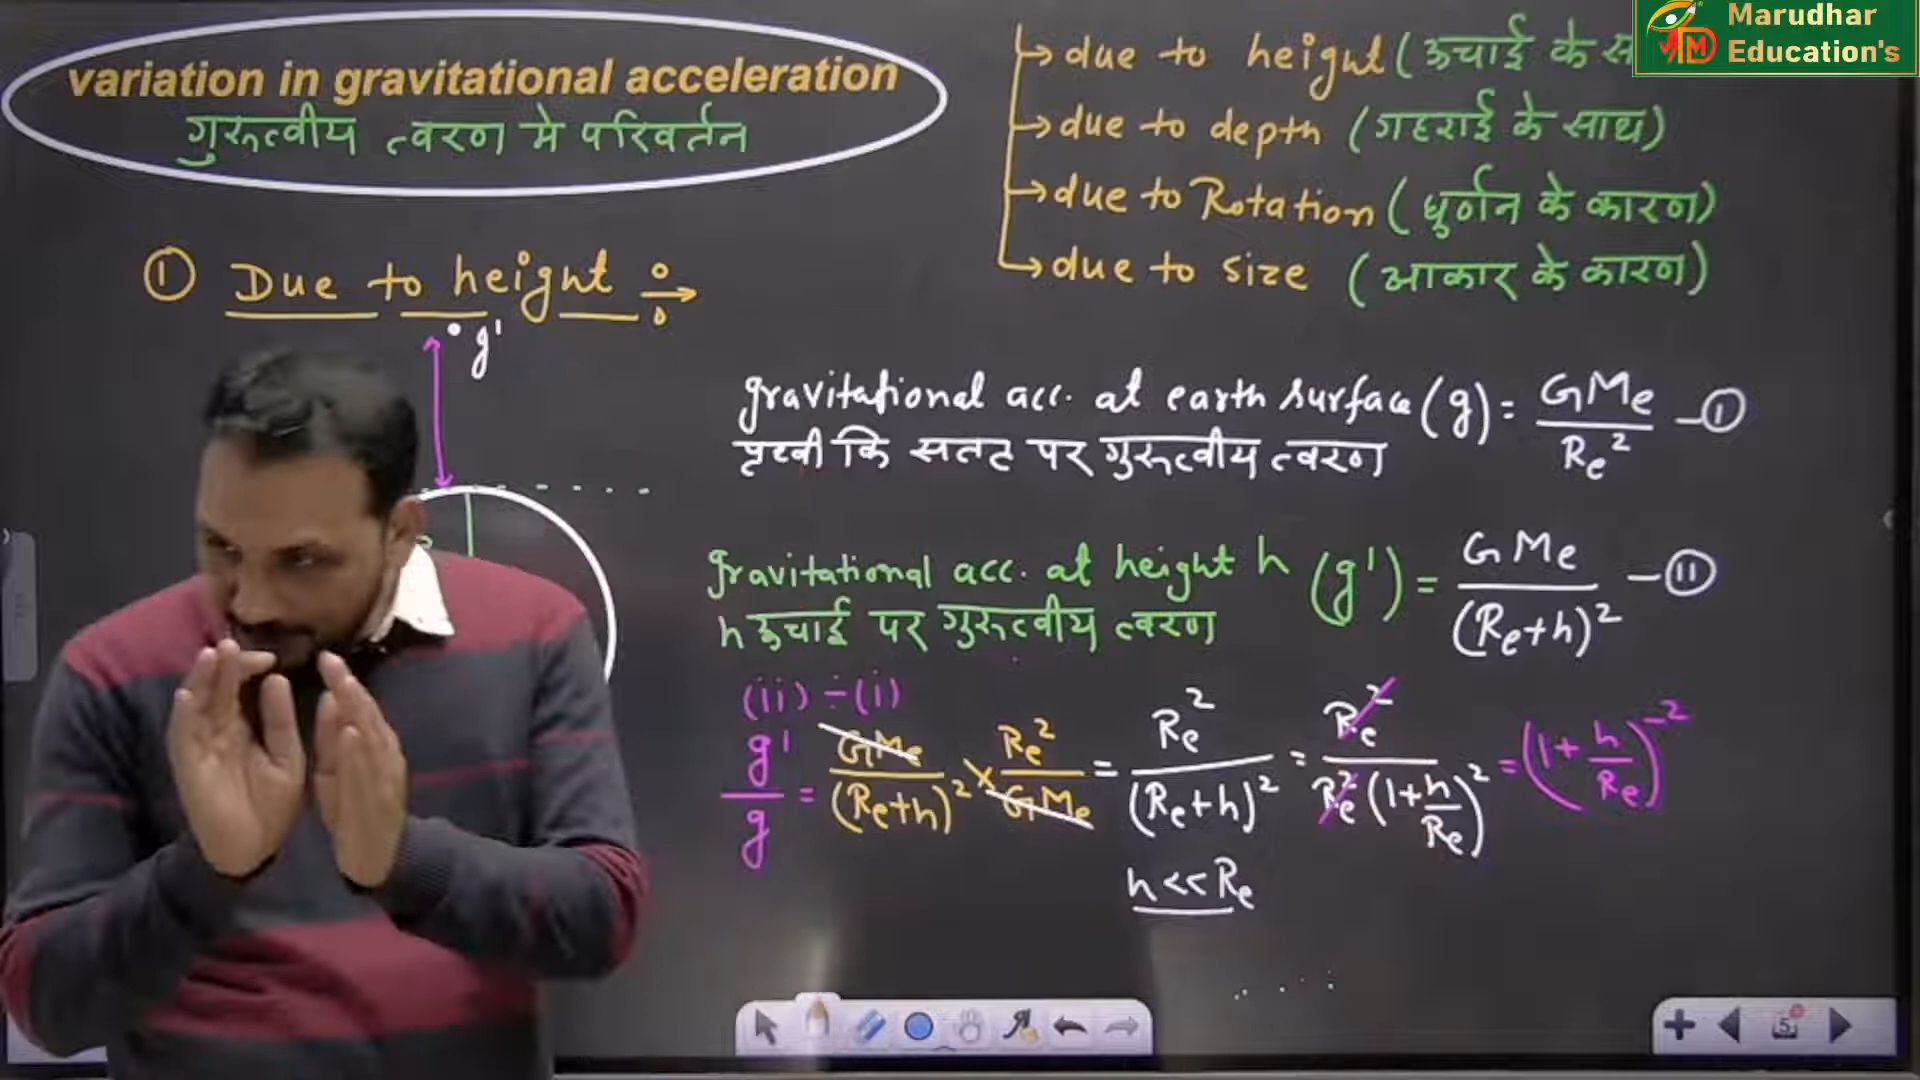 Marudhar
Education's
variation in gravitational acceleration
गुरूत्वीय त्वरण मे परिवर्तन
→ due to height (ऊचाई के स
→ due to depth (गहराई के साथ)
→ due to Rotation (धुर्णन के कारण)
→ due to size (आकार के कारण)
① Due to height
g'
gravitational acc. at earth surface (g) = GMe / Re² –①
पृथ्वी कि सतह पर गुरूत्वीय त्वरण
gravitational acc. at height h (g') = GMe / (Re+h)² –⑪
h ऊचाई पर गुरूत्वीय त्वरण
(ii) ÷ (i)
g' / g = GMe / (Re+h)² × Re² / GMe = Re² / (Re+h)² = Re² / Re² (1+h/Re)² = (1+h/Re)⁻²
h << Re
5